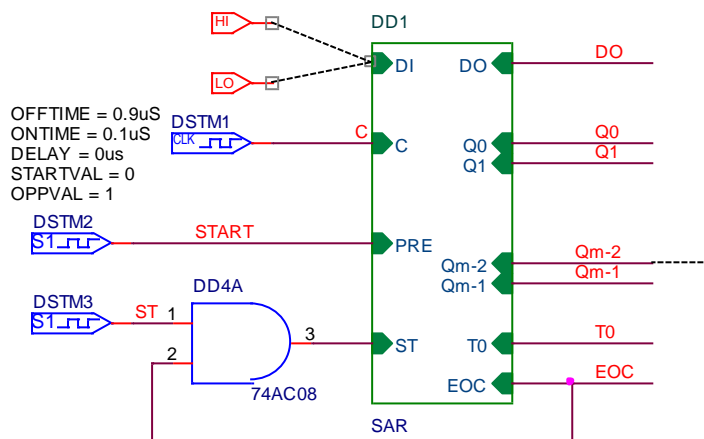 HI
DD1
DI
DO
DO
LO
OFFTIME = 0.9uS
ONTIME = 0.1uS
DELAY = 0us
STARTVAL = 0
OPPVAL = 1
DSTM1
CLK
C
C
Q0
Q0
Q1
Q1
DSTM2
S1
START
PRE
Qm-2
Qm-2
Qm-1
Qm-1
DSTM3
S1
ST
1
2
DD4A
3
74AC08
ST
T0
T0
EOC
EOC
SAR